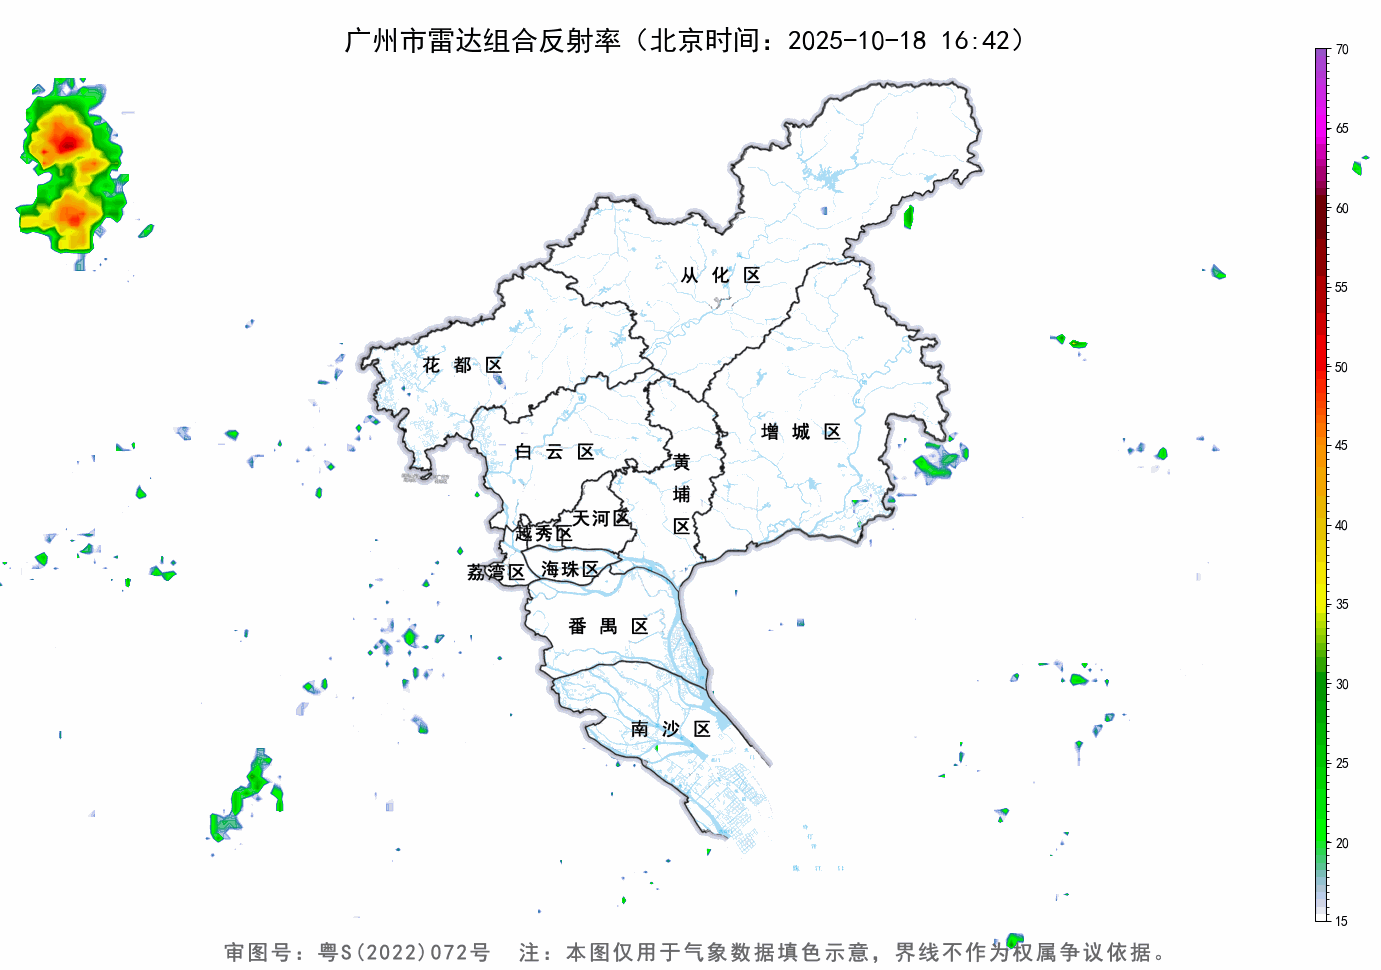 广州市雷达组合反射率（北京时间：2025-10-18 16:42）
70
65
60
55
50
45
40
35
30
25
20
15
从化区
花都区
增城区
白云区
黄埔区
天河区
越秀区
荔湾区
海珠区
番禺区
南沙区
审图号：粤S(2022)072号 注：本图仅用于气象数据填色示意，界线不作为权属争议依据。